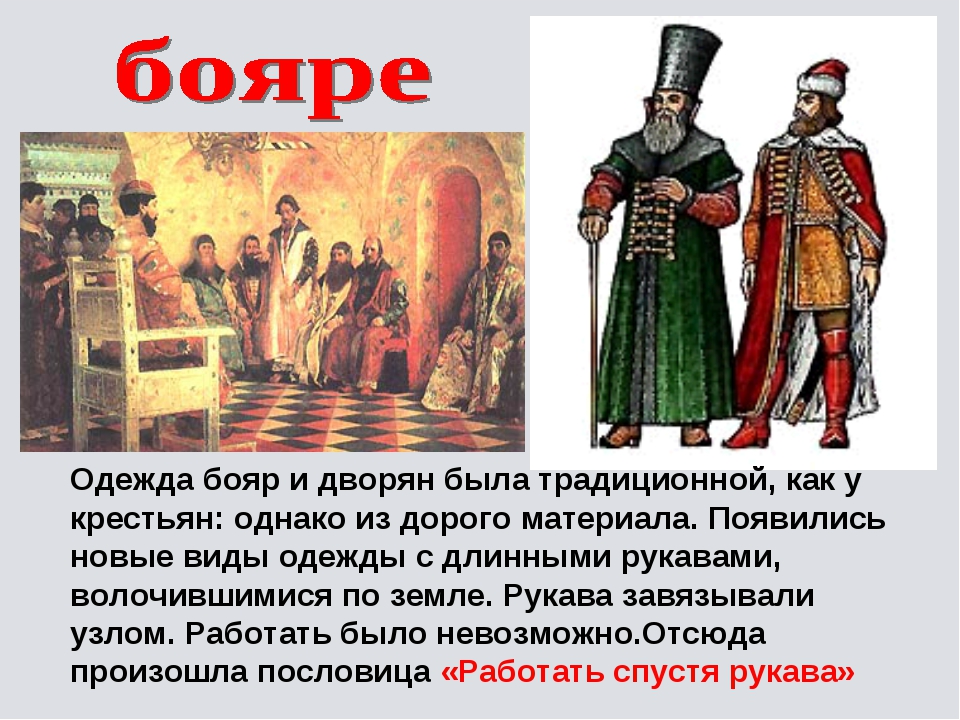 бояре
Одежда бояр и дворян была традиционной, как у
крестьян: однако из дорого материала. Появились
новые виды одежды с длинными рукавами,
волочившимися по земле. Рукава завязывали
узлом. Работать было невозможно.Отсюда
произошла пословица «Работать спустя рукава»